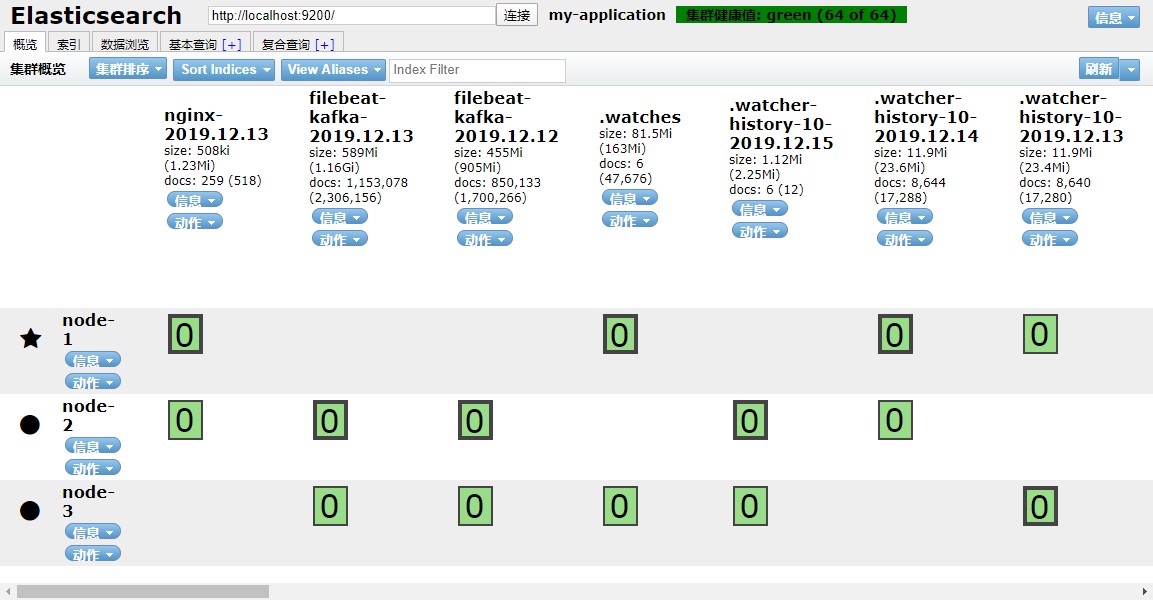 Elasticsearch http://localhost:9200/ 连接 my-application 集群健康值: green (64 of 64) 信息
概览 索引 数据浏览 基本查询 [+] 复合查询 [+]
集群概览 集群排序 Sort Indices View Aliases Index Filter 刷新
nginx-
2019.12.13
size: 508ki
(1.23Mi)
docs: 259 (518)
信息
动作
filebeat-
kafka-
2019.12.13
size: 589Mi
(1.16Gi)
docs: 1,153,078
(2,306,156)
信息
动作
filebeat-
kafka-
2019.12.12
size: 455Mi
(905Mi)
docs: 850,133
(1,700,266)
信息
动作
.watches
size: 81.5Mi
(163Mi)
docs: 6
(47,676)
信息
动作
.watcher-
history-10-
2019.12.15
size: 1.12Mi
(2.25Mi)
docs: 6 (12)
信息
动作
.watcher-
history-10-
2019.12.14
size: 11.9Mi
(23.6Mi)
docs: 8,644
(17,288)
信息
动作
.watcher-
history-10-
2019.12.13
size: 11.9Mi
(23.4Mi)
docs: 8,640
(17,280)
信息
动作
node-
1
信息
动作
0 0 0 0
node-
2
信息
动作
0 0 0 0 0
node-
3
信息
动作
0 0 0 0 0